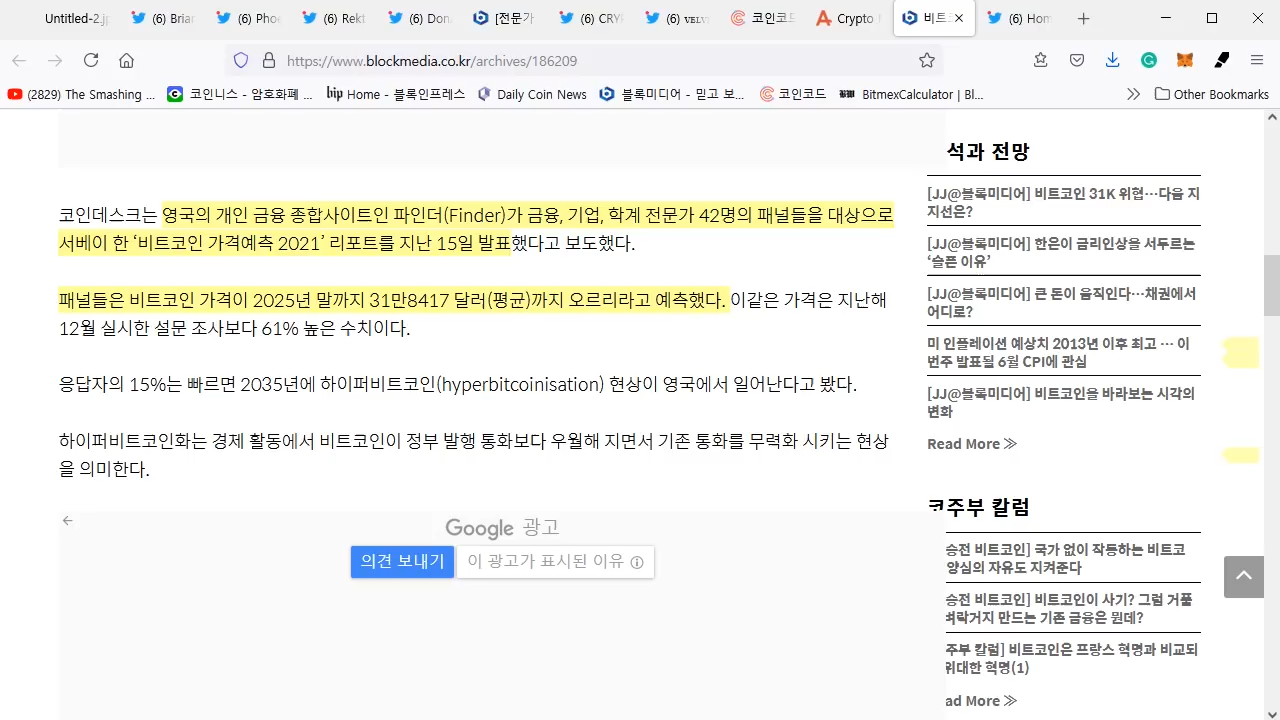 Untitled-2.j
(6) Bria
(6) Phoe
(6) Rekt
(6) Don
[전문가
(6) CRY
(6) VELV
코인코드
Crypto
비트
(6) Hom
https://www.blockmedia.co.kr/archives/186209
(2829) The Smashing ...
코인니스 - 암호화폐 ...
bip Home - 블록인프레스
Daily Coin News
블록미디어 - 믿고 보...
코인코드
BitmexCalculator | Bl...
Other Bookmarks
코인데스크는 영국의 개인 금융 종합사이트인 파인더(Finder)가 금융, 기업, 학계 전문가 42명의 패널들을 대상으로
서베이 한 ‘비트코인 가격예측 2021’ 리포트를 지난 15일 발표했다고 보도했다.
패널들은 비트코인 가격이 2025년 말까지 31만8417 달러(평균)까지 오르리라고 예측했다. 이같은 가격은 지난해
12월 실시한 설문 조사보다 61% 높은 수치이다.
응답자의 15%는 빠르면 2035년에 하이퍼비트코인(hyperbitcoinisation) 현상이 영국에서 일어난다고 봤다.
하이퍼비트코인화는 경제 활동에서 비트코인이 정부 발행 통화보다 우월해 지면서 기존 통화를 무력화 시키는 현상
을 의미한다.
Google 광고
의견 보내기
이 광고가 표시된 이유
석과 전망
[JJ@블록미디어] 비트코인 31K 위협…다음 지
지선은?
[JJ@블록미디어] 한은이 금리인상을 서두르는
‘슬픈 이유’
[JJ@블록미디어] 큰 돈이 움직인다…채권에서
어디로?
미 인플레이션 예상치 2013년 이후 최고 … 이
번주 발표될 6월 CPI에 관심
[JJ@블록미디어] 비트코인을 바라보는 시각의
변화
Read More ≫
코주부 칼럼
승전 비트코인] 국가 없이 작동하는 비트코
양심의 자유도 지켜준다
승전 비트코인] 비트코인이 사기? 그럼 거품
벼락거지 만드는 기존 금융은 뭔데?
주부 칼럼] 비트코인은 프랑스 혁명과 비교되
위대한 혁명(1)
ad More ≫